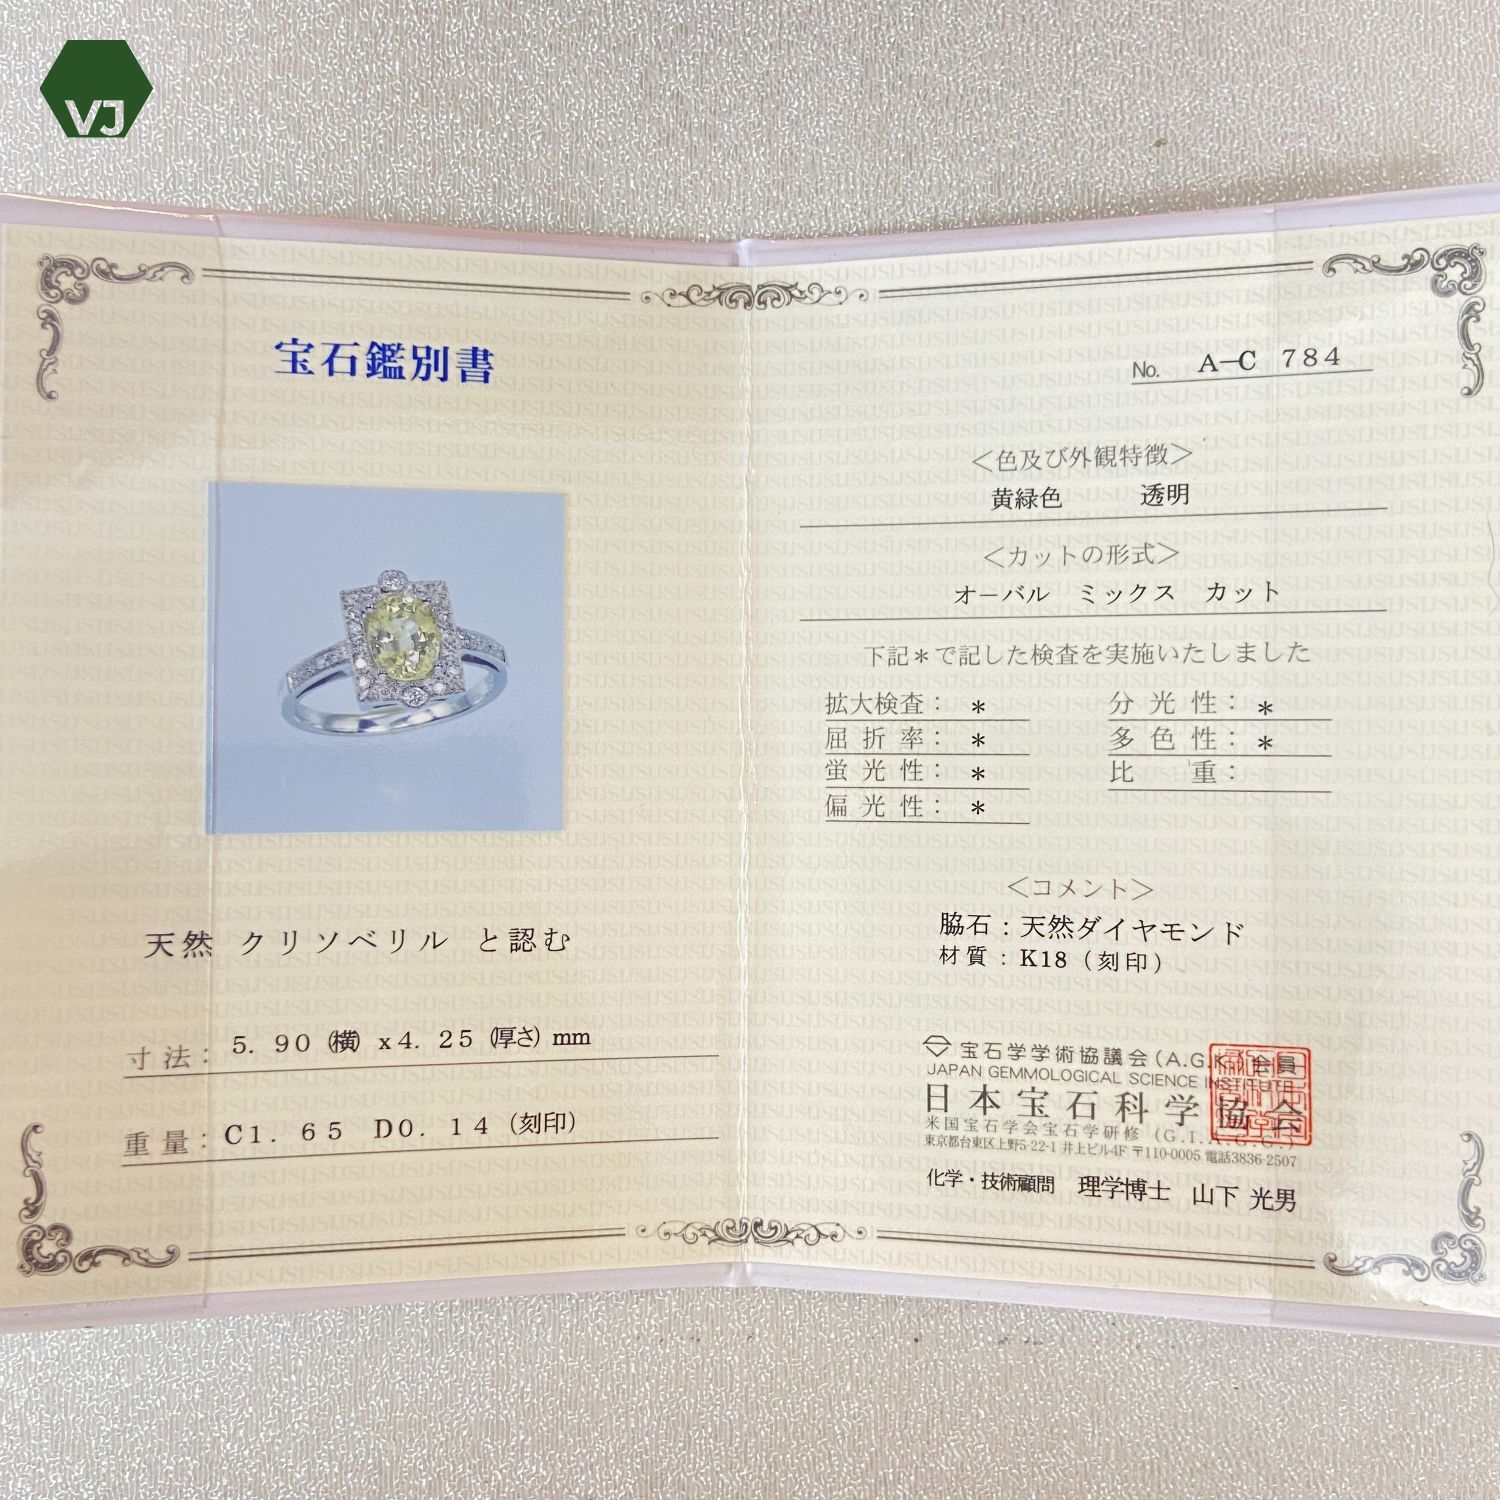 VJ
宝石鑑別書
天然 クリソベリル と認む
寸法： 5．90 (横) x4．25 (厚さ) mm
重量：C1．65 D0．14 (刻印)
No. A−C 784
＜色及び外観特徴＞
黄緑色 透明
＜カットの形式＞
オーバル ミックス カット
下記＊で記した検査を実施いたしました
拡大検査： ＊
屈折率： ＊
蛍光性： ＊
偏光性： ＊
分光性： ＊
多色性： ＊
比重：
＜コメント＞
脇石：天然ダイヤモンド
材質：K18 (刻印)
宝石学学術協議会(A.G.K.)会員
JAPAN GEMMOLOGICAL SCIENCE INSTITUTE
日本宝石科学協会
米国宝石学会宝石学研修 (G.I.A.G.G.)
東京都台東区上野5-22-1 井上ビル4F 〒110-0005 電話3836-2507
化学・技術顧問 理学博士 山下 光男